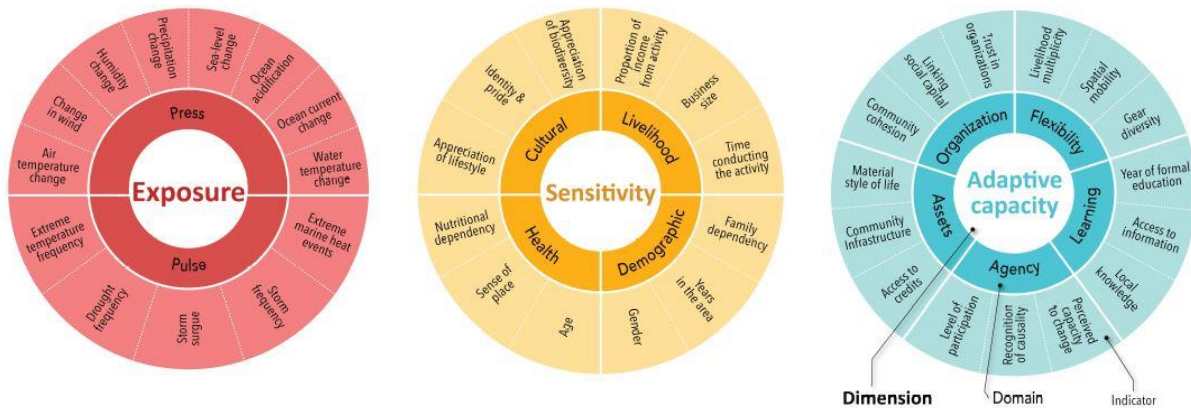 Air
temperature
change
Change
in wind
Humidity
change
Precipitation
change
Sea-level
change
Ocean
acidification
Ocean current
change
Water
temperature
change
Press
Exposure
Pulse
Extreme
temperature
frequency
Drought
frequency
Storm
surgue
Storm
frequency
Extreme
marine heat
events
Appreciation
of lifestyle
Identity &
pride
Appreciation
of biodiversity
Proportion of
income
from activity
Business
size
Time
conducting
the activity
Cultural
Livelihood
Sensitivity
Health
Demographic
Nutritional
dependency
Sense of
place
Age
Gender
Years
in the area
Family
dependency
Community
cohesion
Linking
social capital
Trust in
organizations
Livelihood
multiplicity
Spatial
mobility
Gear
diversity
Organization
Flexibility
Adaptive
capacity
Assets
Learning
Agency
Material
style of life
Community
Infrastructure
Access to
credits
Level of
participation
Recognition
of causality
Perceived
capacity
to change
Local
knowledge
Access to
information
Year of formal
education
Dimension
Domain
Indicator